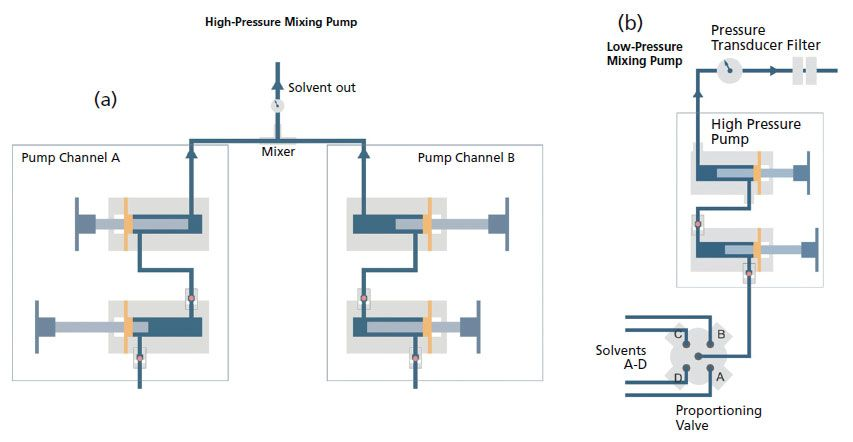 High-Pressure Mixing Pump
(a)
Solvent out
Mixer
Pump Channel A
Pump Channel B
(b)
Low-Pressure
Mixing Pump
Pressure
Transducer Filter
High Pressure
Pump
C
B
Solvents
A-D
D
A
Proportioning
Valve